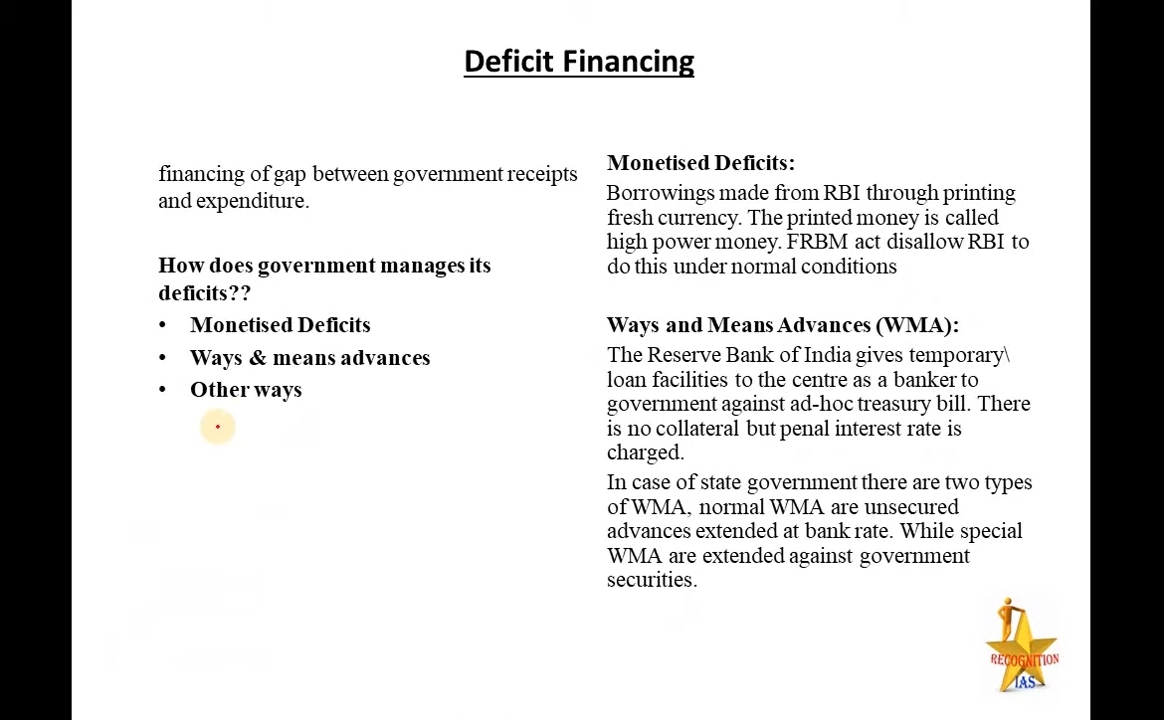 Deficit Financing
financing of gap between government receipts
and expenditure.
How does government manages its
deficits??
• Monetised Deficits
• Ways & means advances
• Other ways
Monetised Deficits:
Borrowings made from RBI through printing
fresh currency. The printed money is called
high power money. FRBM act disallow RBI to
do this under normal conditions
Ways and Means Advances (WMA):
The Reserve Bank of India gives temporary\
loan facilities to the centre as a banker to
government against ad-hoc treasury bill. There
is no collateral but penal interest rate is
charged.
In case of state government there are two types
of WMA, normal WMA are unsecured
advances extended at bank rate. While special
WMA are extended against government
securities.
RECOGNITION
IAS